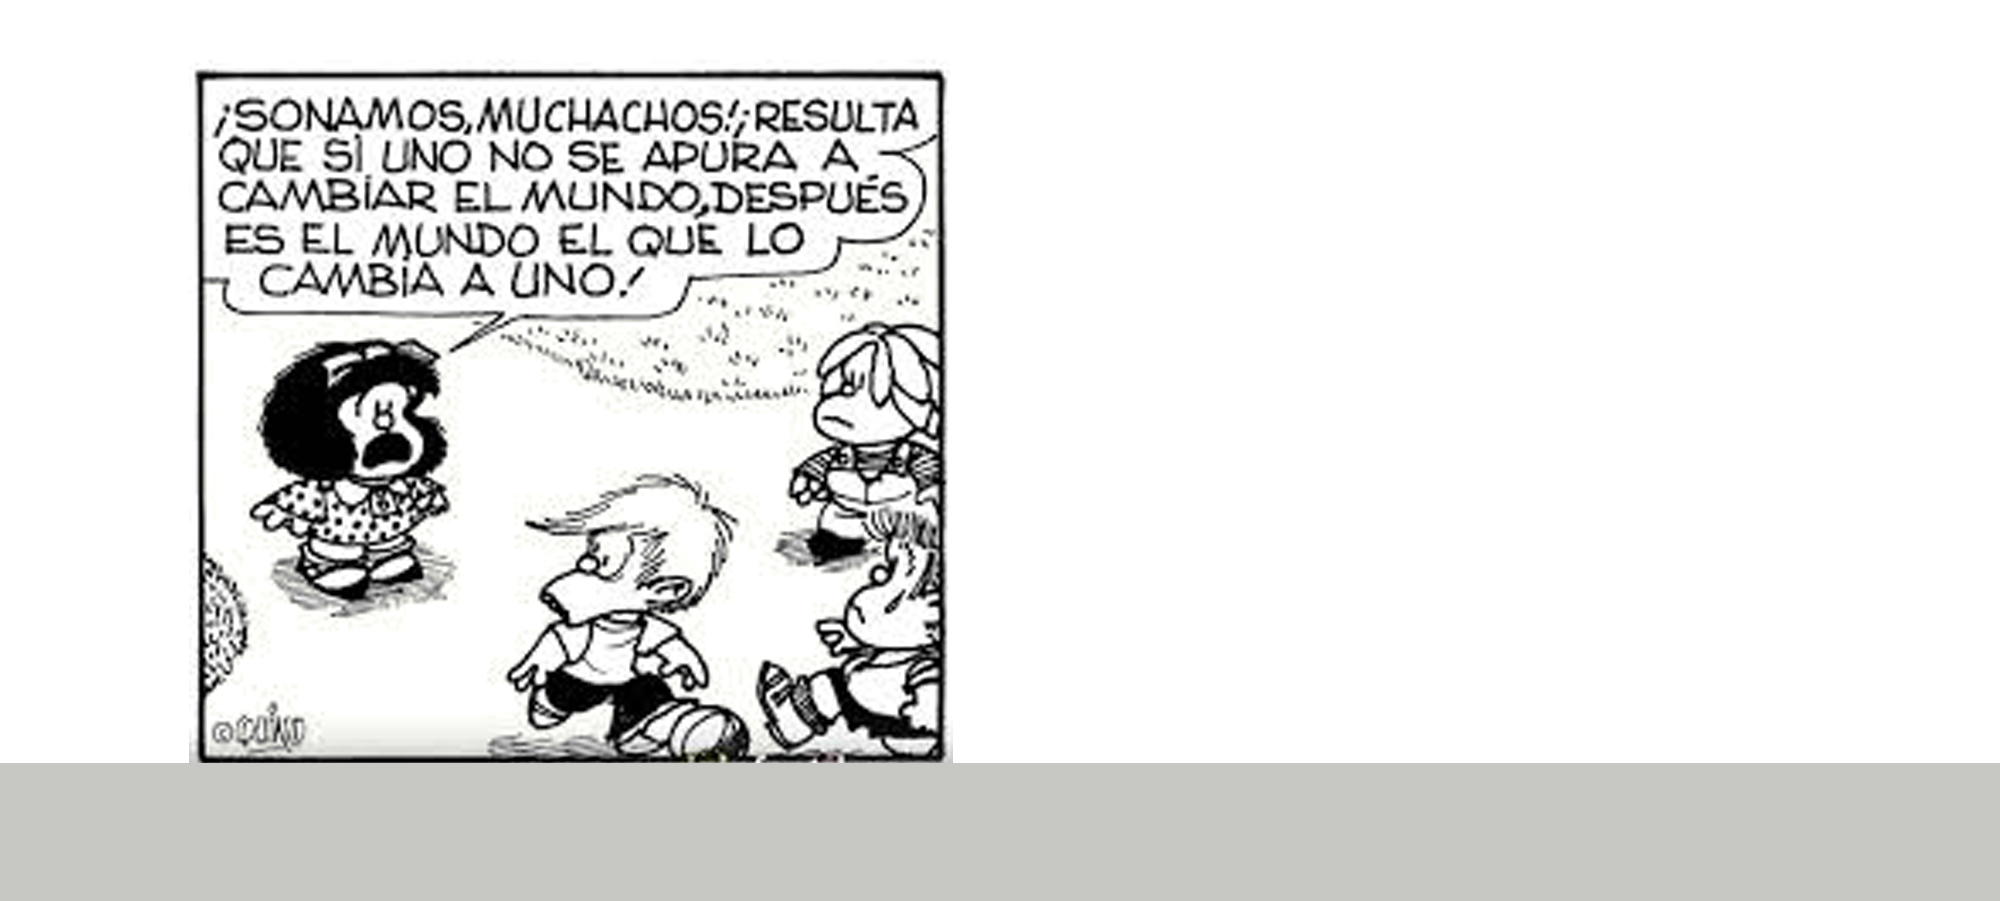 ¡SONAMOS, MUCHACHOS! ¡RESULTA
QUE SI UNO NO SE APURA A
CAMBIAR EL MUNDO, DESPUÉS
ES EL MUNDO EL QUE LO
CAMBIA A UNO!
© QUINO